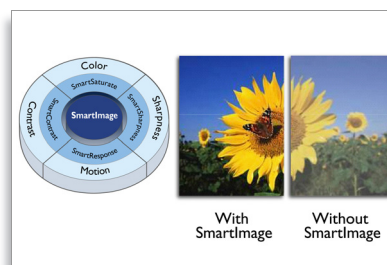 Color
SmartSaturate
Contrast
SmartContrast
SmartImage
SmartSharpness
Sharpness
SmartResponse
Motion
With
SmartImage
Without
SmartImage